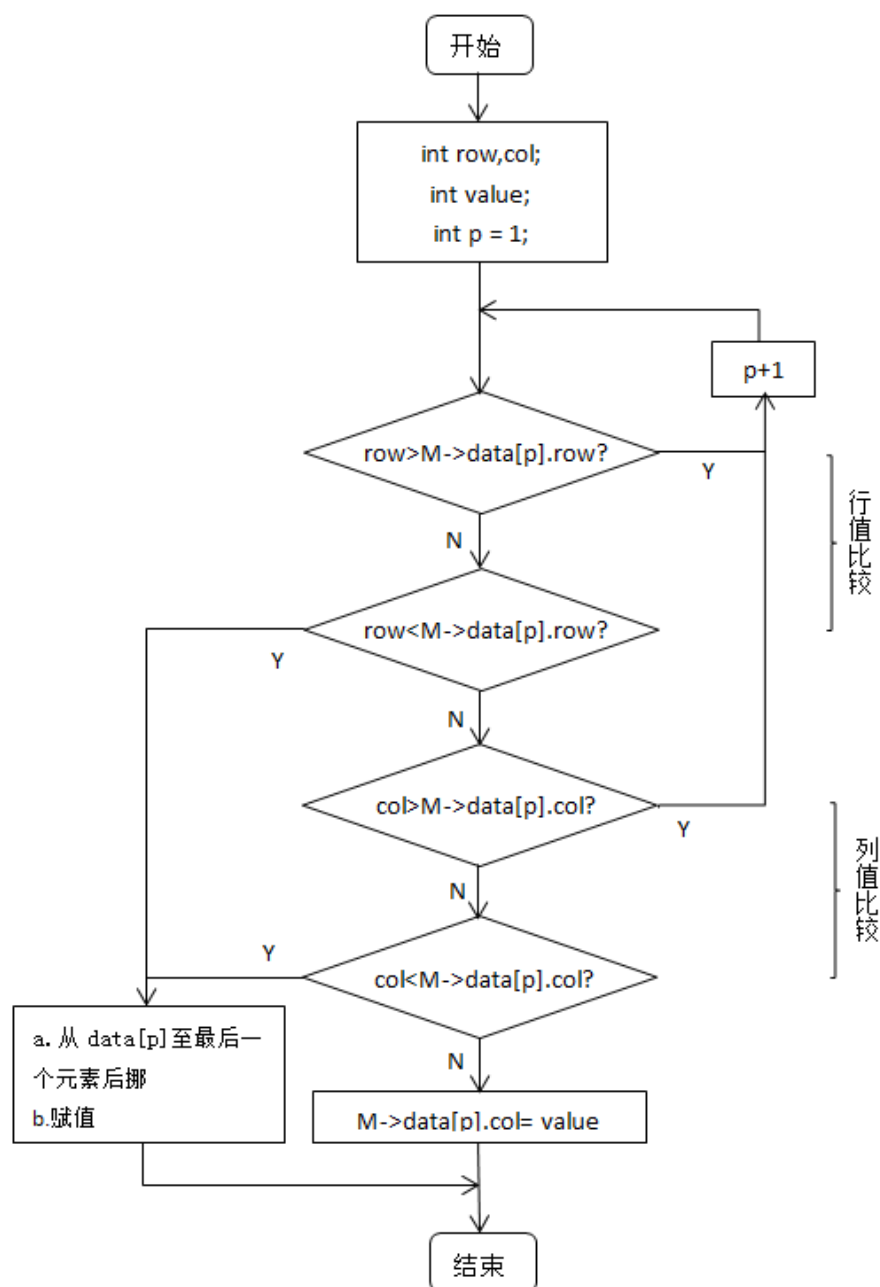 开始
int row,col;
int value;
int p = 1;
p+1
row>M->data[p].row?
Y
N
行值比较
row<M->data[p].row?
Y
N
col>M->data[p].col?
Y
N
列值比较
Y
col<M->data[p].col?
N
a. 从 data[p]至最后一
个元素后挪
b.赋值
M->data[p].col= value
结束